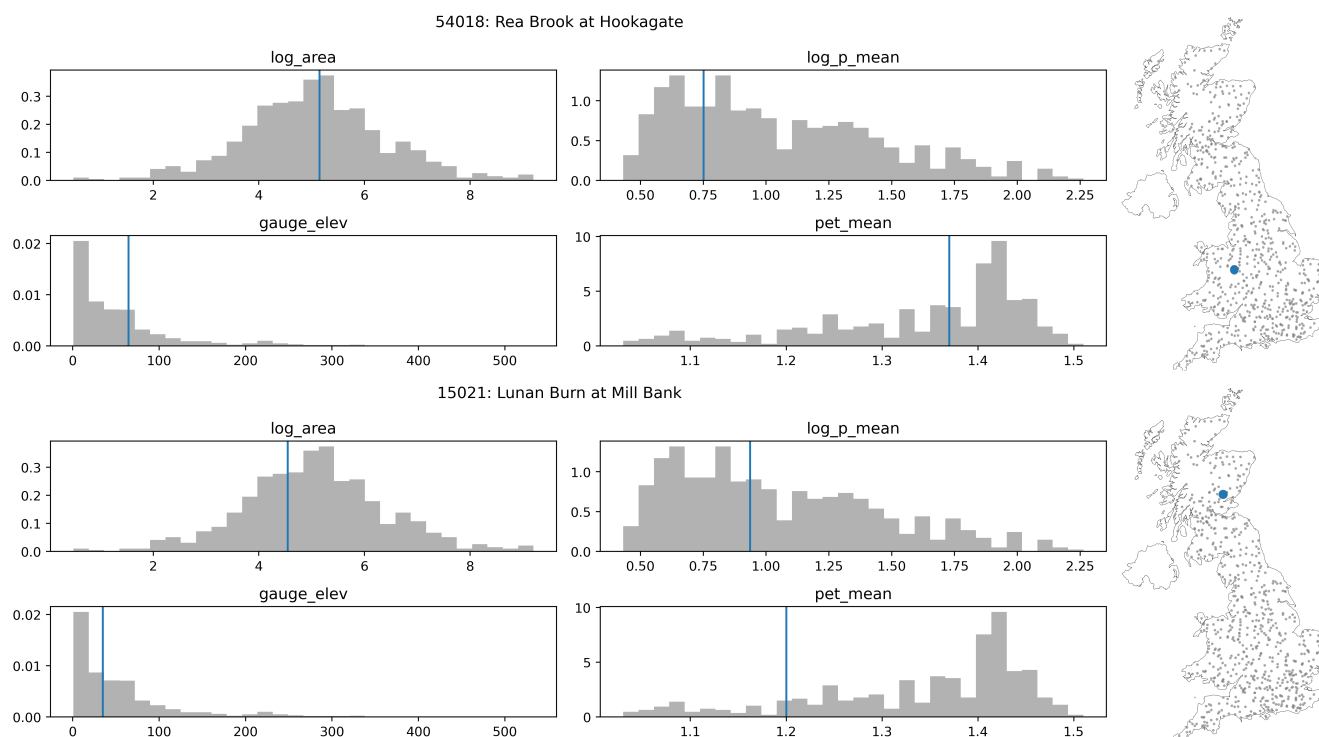 54018: Rea Brook at Hookagate
log_area
log_p_mean
0.3
0.2
0.1
0.0
2 4 6 8
1.0
0.5
0.0
0.50 0.75 1.00 1.25 1.50 1.75 2.00 2.25
gauge_elev
pet_mean
0.02
0.01
0.00
0 100 200 300 400 500
10
5
0
1.1 1.2 1.3 1.4 1.5
15021: Lunan Burn at Mill Bank
log_area
log_p_mean
0.3
0.2
0.1
0.0
2 4 6 8
1.0
0.5
0.0
0.50 0.75 1.00 1.25 1.50 1.75 2.00 2.25
gauge_elev
pet_mean
0.02
0.01
0.00
0 100 200 300 400 500
10
5
0
1.1 1.2 1.3 1.4 1.5